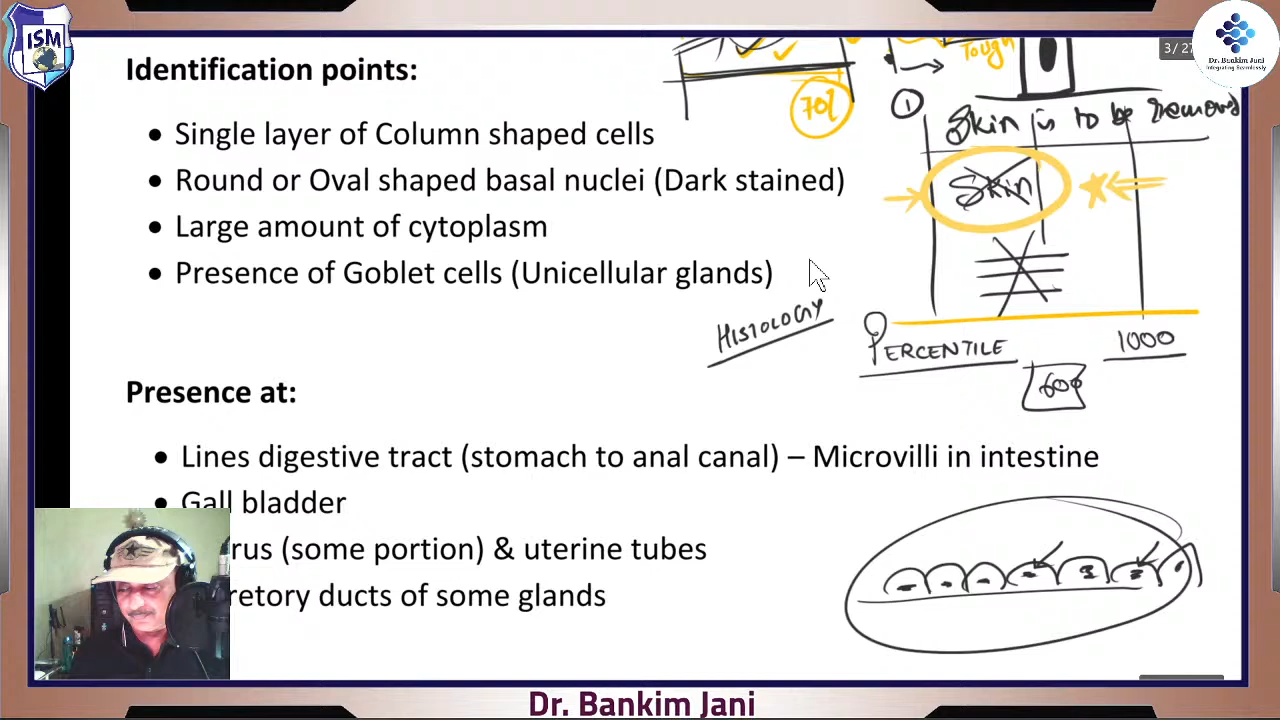 ISM
3 / 27
Dr. Bankim Jani
Integrating Seamlessly
Identification points:
Tough
70%
1
Skin is to be removed
• Single layer of Column shaped cells
• Round or Oval shaped basal nuclei (Dark stained)
Skin
• Large amount of cytoplasm
• Presence of Goblet cells (Unicellular glands)
HISTOLOGY
PERCENTILE
1000
600
Presence at:
• Lines digestive tract (stomach to anal canal) – Microvilli in intestine
• Gall bladder
rus (some portion) & uterine tubes
retory ducts of some glands
Dr. Bankim Jani